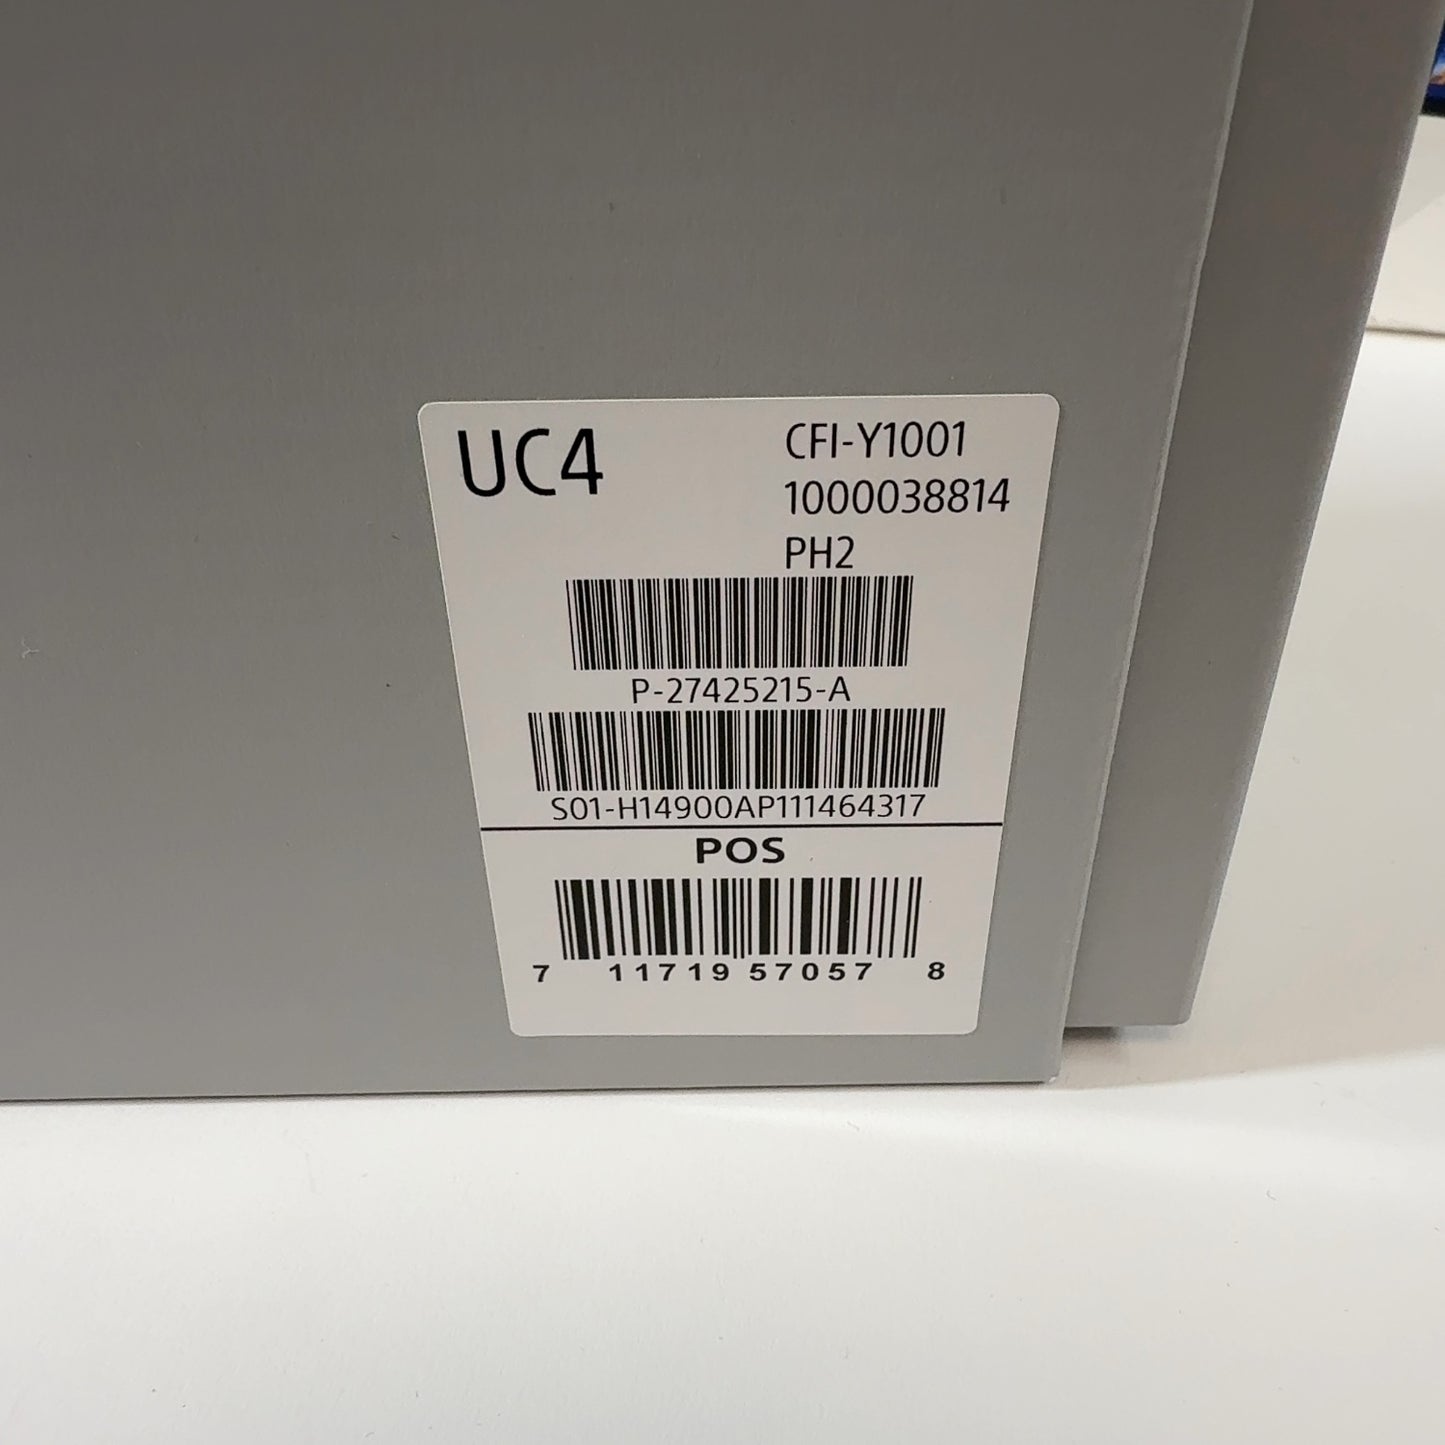 UC4
CFI-Y1001
1000038814
PH2
P-27425215-A
S01-H14900AP111464317
POS
7 11719 57057 8